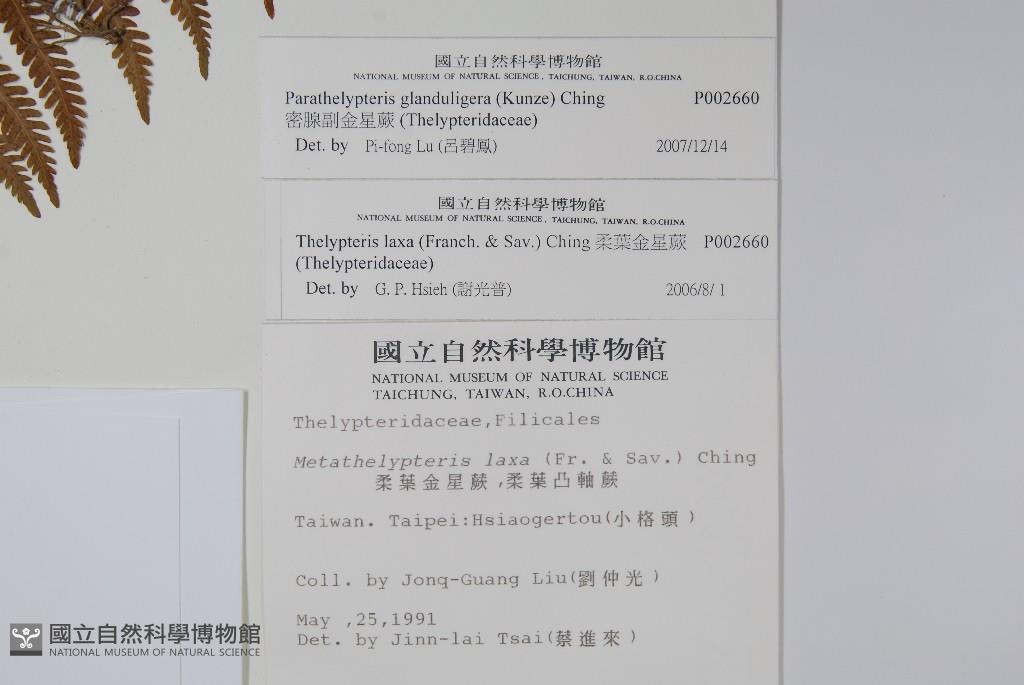 國立自然科學博物館
NATIONAL MUSEUM OF NATURAL SCIENCE, TAICHUNG, TAIWAN, R.O.CHINA
Parathelypteris glanduligera (Kunze) Ching P002660
密腺副金星蕨 (Thelypteridaceae)
Det. by Pi-fong Lu (呂碧鳳) 2007/12/14
國立自然科學博物館
NATIONAL MUSEUM OF NATURAL SCIENCE, TAICHUNG, TAIWAN, R.O.CHINA
Thelypteris laxa (Franch. & Sav.) Ching 柔葉金星蕨 P002660
(Thelypteridaceae)
Det. by G. P. Hsieh (謝光普) 2006/8/ 1
國立自然科學博物館
NATIONAL MUSEUM OF NATURAL SCIENCE
TAICHUNG, TAIWAN, R.O.CHINA
Thelypteridaceae,Filicales
Metathelypteris laxa (Fr. & Sav.) Ching
柔葉金星蕨,柔葉凸軸蕨
Taiwan. Taipei:Hsiaogertou(小格頭)
Coll. by Jonq-Guang Liu(劉仲光)
May ,25,1991
Det. by Jinn-lai Tsai(蔡進來)
國立自然科學博物館
NATIONAL MUSEUM OF NATURAL SCIENCE